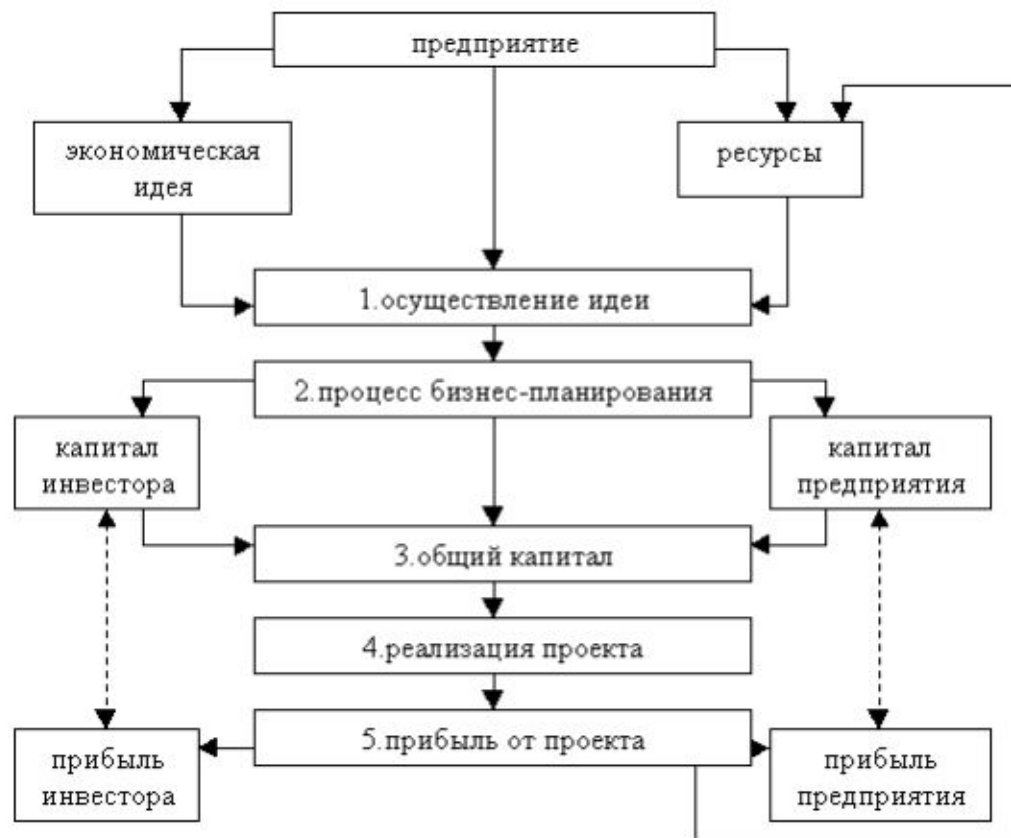 предприятие
экономическая
идея
ресурсы
1.осуществление идеи
2.процесс бизнес-планирования
капитал
инвестора
капитал
предприятия
3.общий капитал
4.реализация проекта
5.прибыль от проекта
прибыль
инвестора
прибыль
предприятия